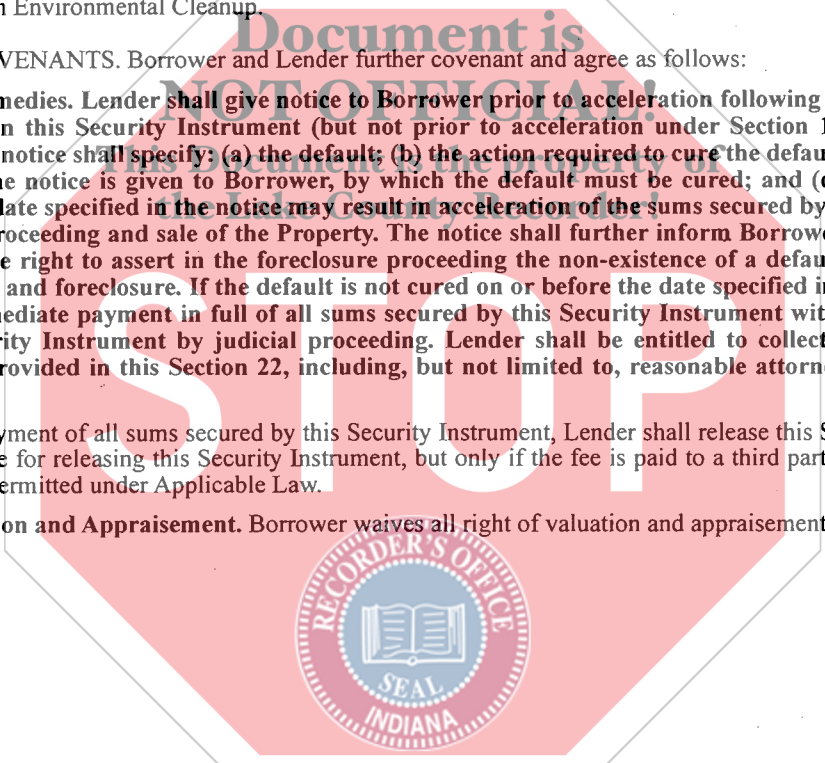 n Environmental Cleanup.
Document is
VENANTS. Borrower and Lender further covenant and agree as follows:
NOT OFFICIAL!
nedies. Lender shall give notice to Borrower prior to acceleration following
n this Security Instrument (but not prior to acceleration under Section 1
notice shall specify: (a) the default; (b) the action required to cure the defau
This Document is the property of
e notice is given to Borrower, by which the default must be cured; and (
late specified in the notice may result in acceleration of the sums secured by
the Lake County Recorder!
roceeding and sale of the Property. The notice shall further inform Borrowe
e right to assert in the foreclosure proceeding the non-existence of a defau
and foreclosure. If the default is not cured on or before the date specified i
nediate payment in full of all sums secured by this Security Instrument wit
rity Instrument by judicial proceeding. Lender shall be entitled to collect
rovided in this Section 22, including, but not limited to, reasonable attorn
STOP
yment of all sums secured by this Security Instrument, Lender shall release this S
e for releasing this Security Instrument, but only if the fee is paid to a third part
ermitted under Applicable Law.
on and Appraisement. Borrower waives all right of valuation and appraisement
RECORDER'S OFFICE
SEAL
INDIANA